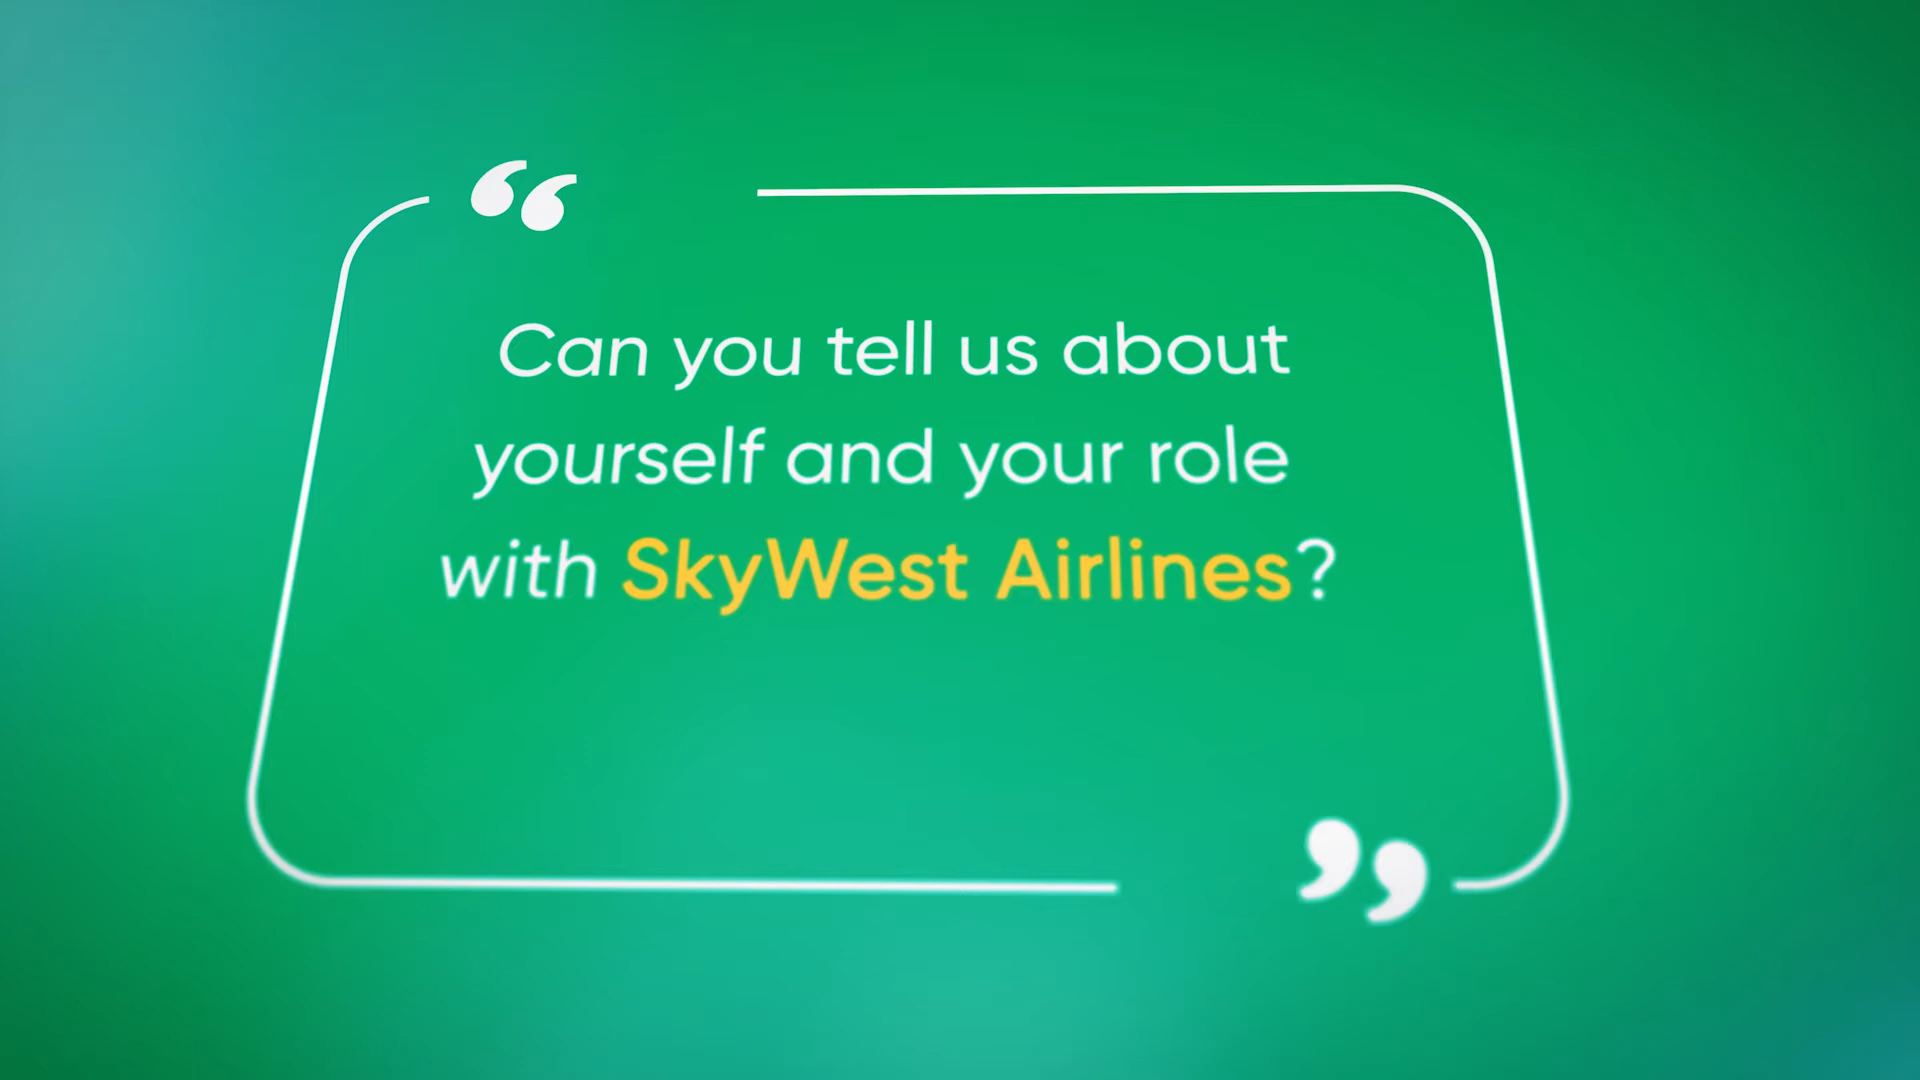 “
Can you tell us about
yourself and your role
with SkyWest Airlines?
”